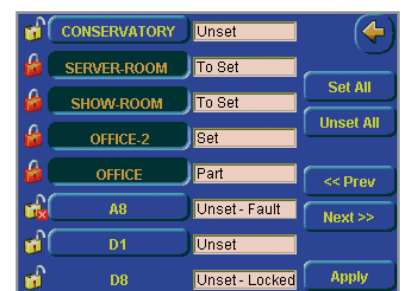 CONSERVATORY Unset
SERVER-ROOM To Set
SHOW-ROOM To Set
OFFICE-2 Set
OFFICE Part
A8 Unset - Fault
D1 Unset
D8 Unset - Locked
Set All
Unset All
<< Prev
Next >>
Apply